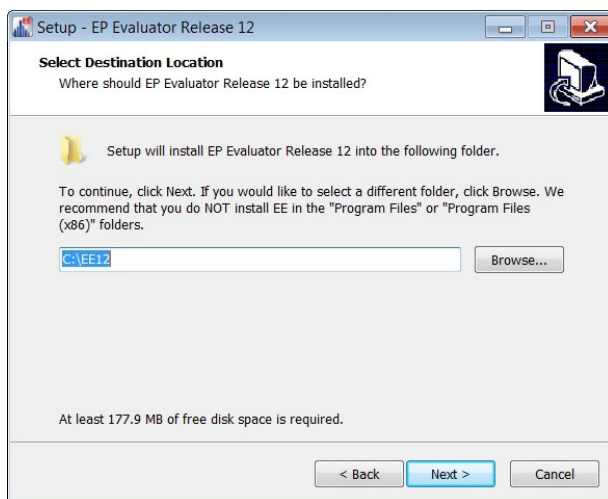 Setup - EP Evaluator Release 12
Select Destination Location
Where should EP Evaluator Release 12 be installed?
Setup will install EP Evaluator Release 12 into the following folder.
To continue, click Next. If you would like to select a different folder, click Browse. We
recommend that you do NOT install EE in the "Program Files" or "Program Files
(x86)" folders.
C:\EE12
Browse...
At least 177.9 MB of free disk space is required.
< Back
Next >
Cancel